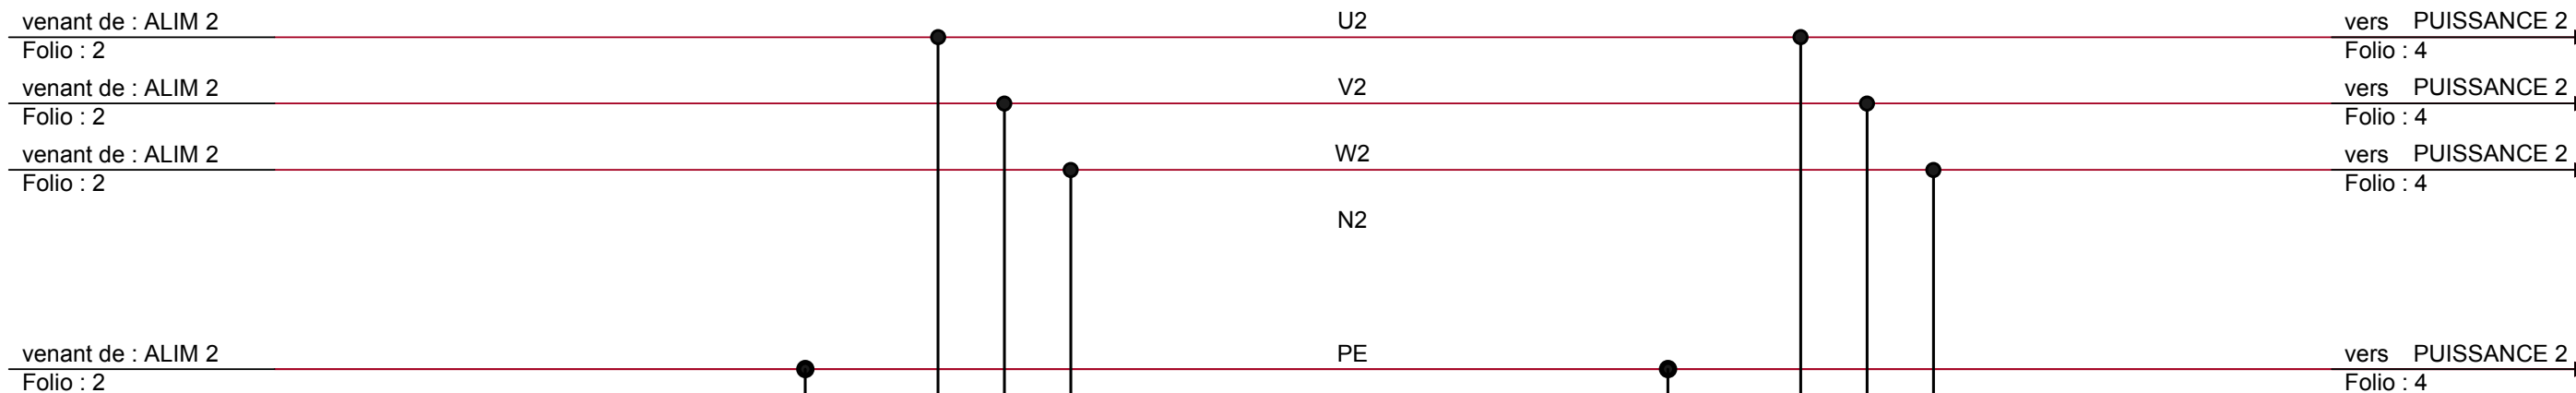 venant de : ALIM 2 U2 vers PUISSANCE 2
Folio : 2 Folio : 4
venant de : ALIM 2 V2 vers PUISSANCE 2
Folio : 2 Folio : 4
venant de : ALIM 2 W2 vers PUISSANCE 2
Folio : 2 Folio : 4
N2
venant de : ALIM 2 PE vers PUISSANCE 2
Folio : 2 Folio : 4